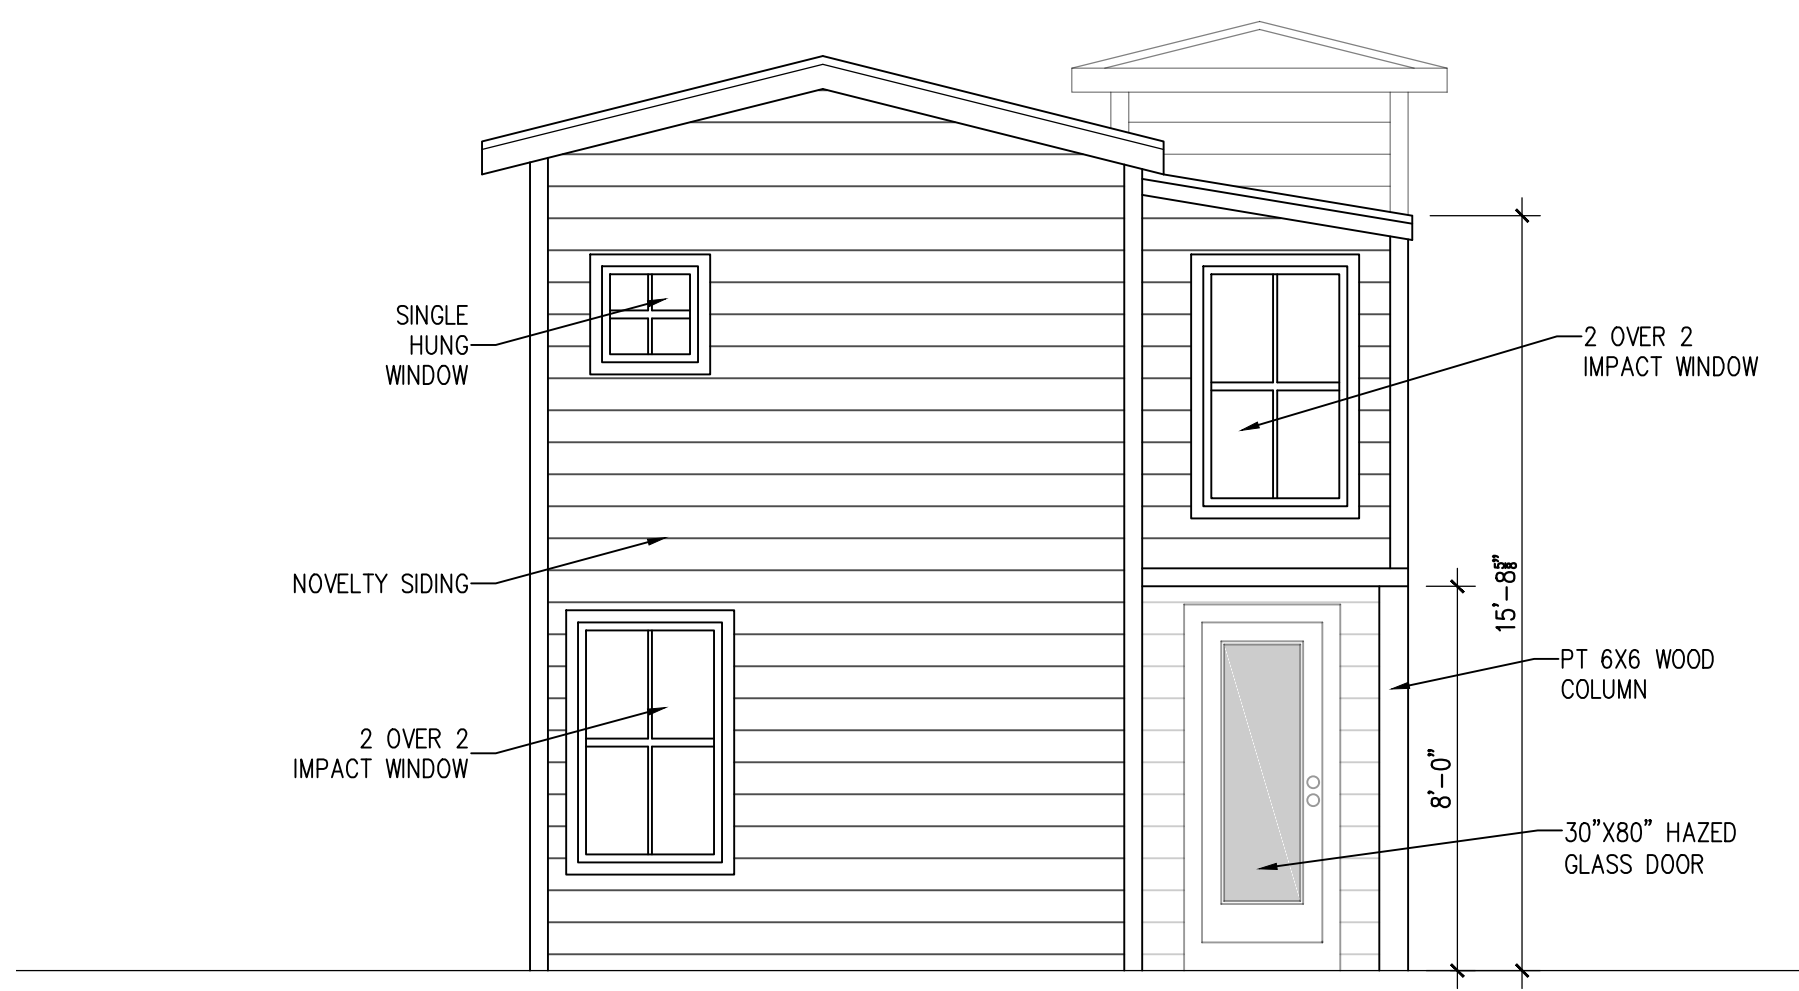 SINGLE
HUNG
WINDOW
2 OVER 2
IMPACT WINDOW
NOVELTY SIDING
15'-8⅝"
PT 6X6 WOOD
COLUMN
2 OVER 2
IMPACT WINDOW
8'-0"
30"X80" HAZED
GLASS DOOR